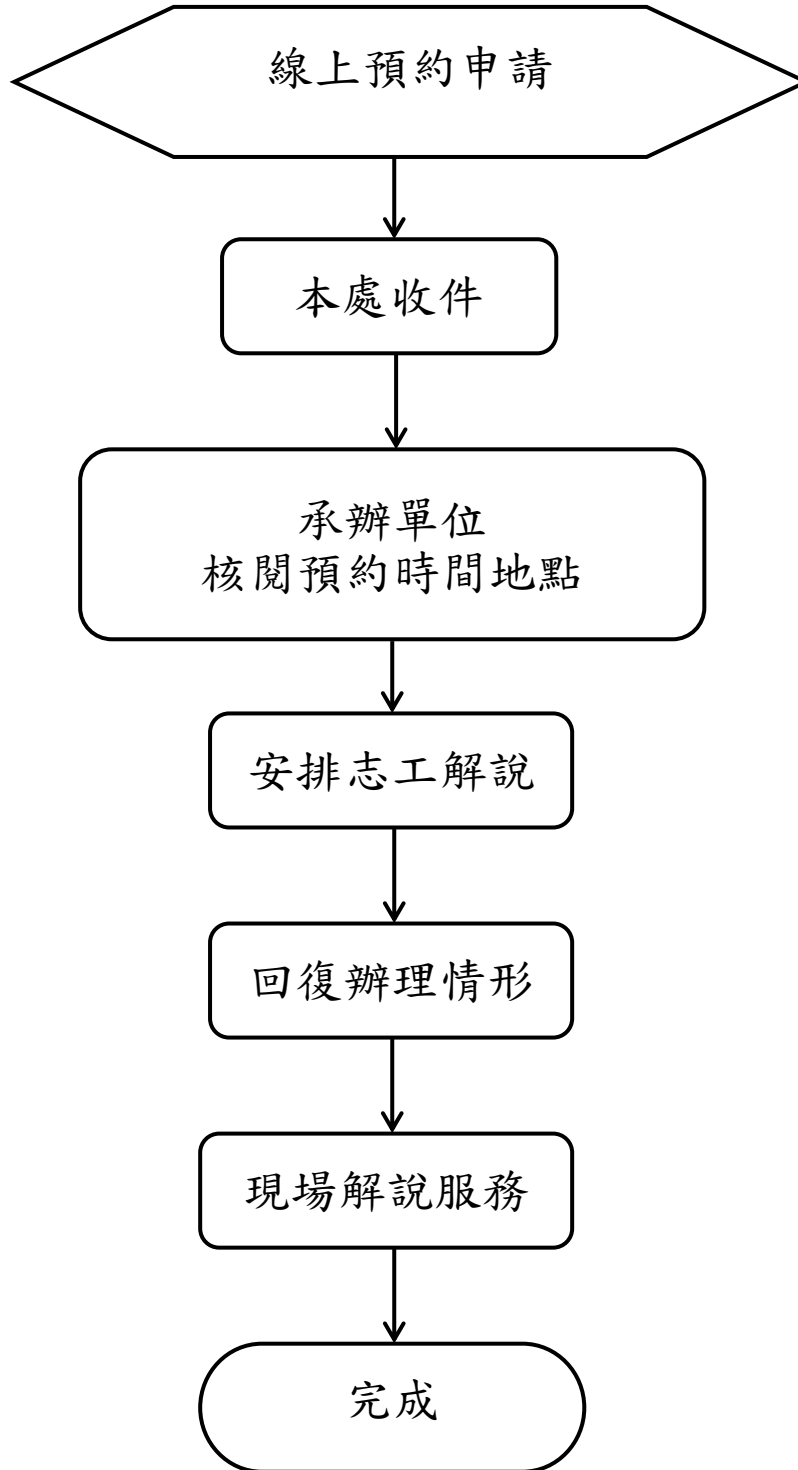 線上預約申請
本處收件
承辦單位
核閱預約時間地點
安排志工解說
回復辦理情形
現場解說服務
完成